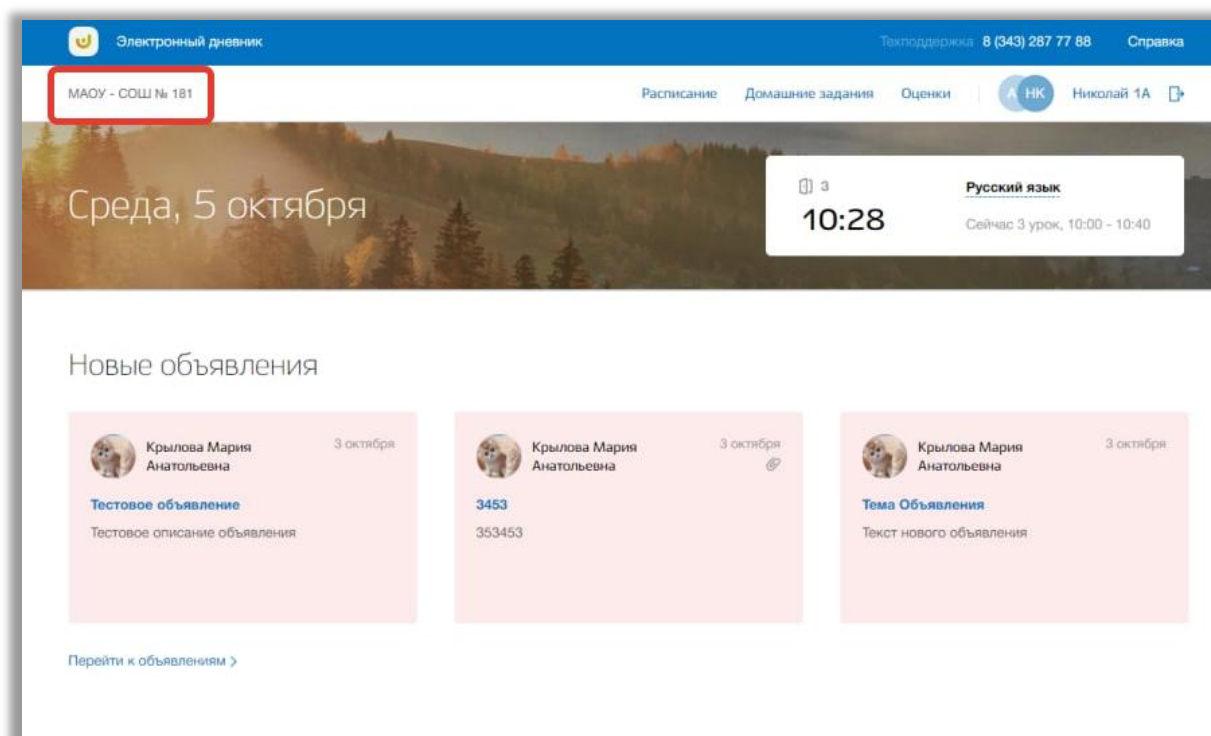 Электронный дневник
Техподдержка 8 (343) 287 77 88 Справка
МАОУ - СОШ № 181
Расписание Домашние задания Оценки А НК Николай 1А
Среда, 5 октября
3 Русский язык
10:28 Сейчас 3 урок, 10:00 - 10:40
Новые объявления
Крылова Мария 3 октября
Анатольевна
Тестовое объявление
Тестовое описание объявления
Крылова Мария 3 октября
Анатольевна
3453
353453
Крылова Мария 3 октября
Анатольевна
Тема Объявления
Текст нового объявления
Перейти к объявлениям >